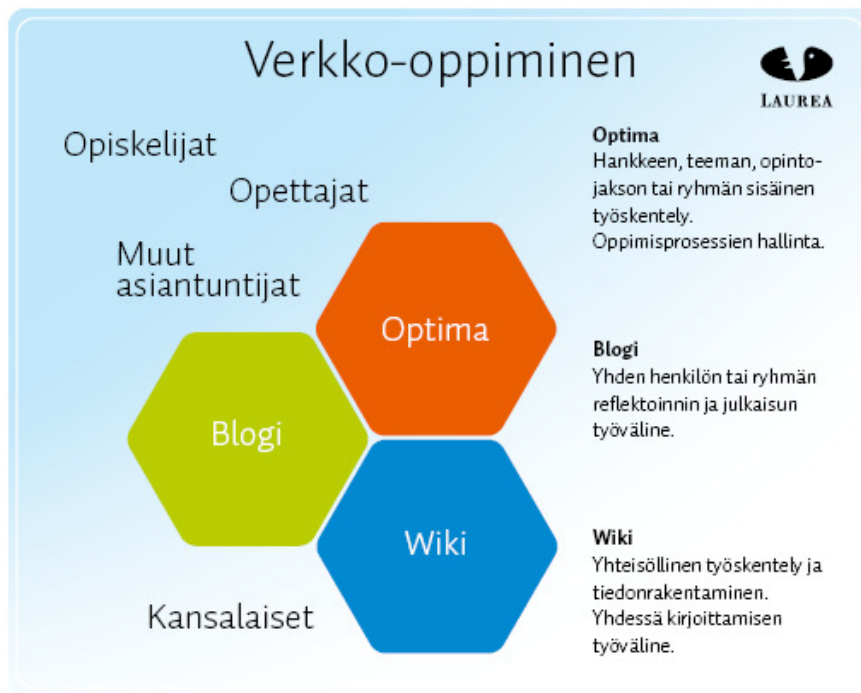 Verkko-oppiminen
LAUREA
Opiskelijat
Opettajat
Muut
asiantuntijat
Optima
Blogi
Wiki
Kansalaiset
Optima
Hankkeen, teeman, opinto-
jakson tai ryhmän sisäinen
työskentely.
Oppimisprosessien hallinta.
Blogi
Yhden henkilön tai ryhmän
reflektoinnin ja julkaisun
työväline.
Wiki
Yhteisöllinen työskentely ja
tiedonrakentaminen.
Yhdessä kirjoittamisen
työväline.